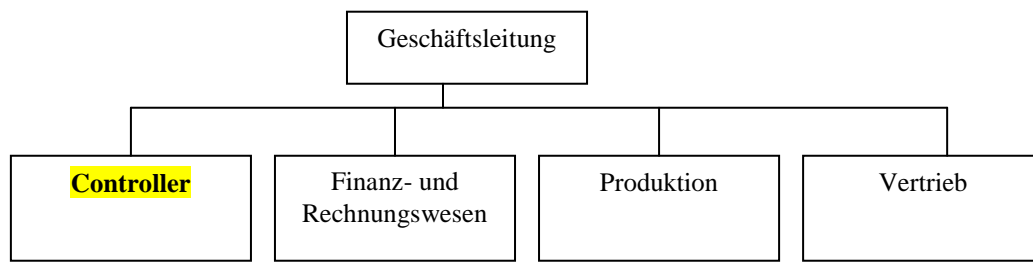 Geschäftsleitung
Controller
Finanz- und
Rechnungswesen
Produktion
Vertrieb